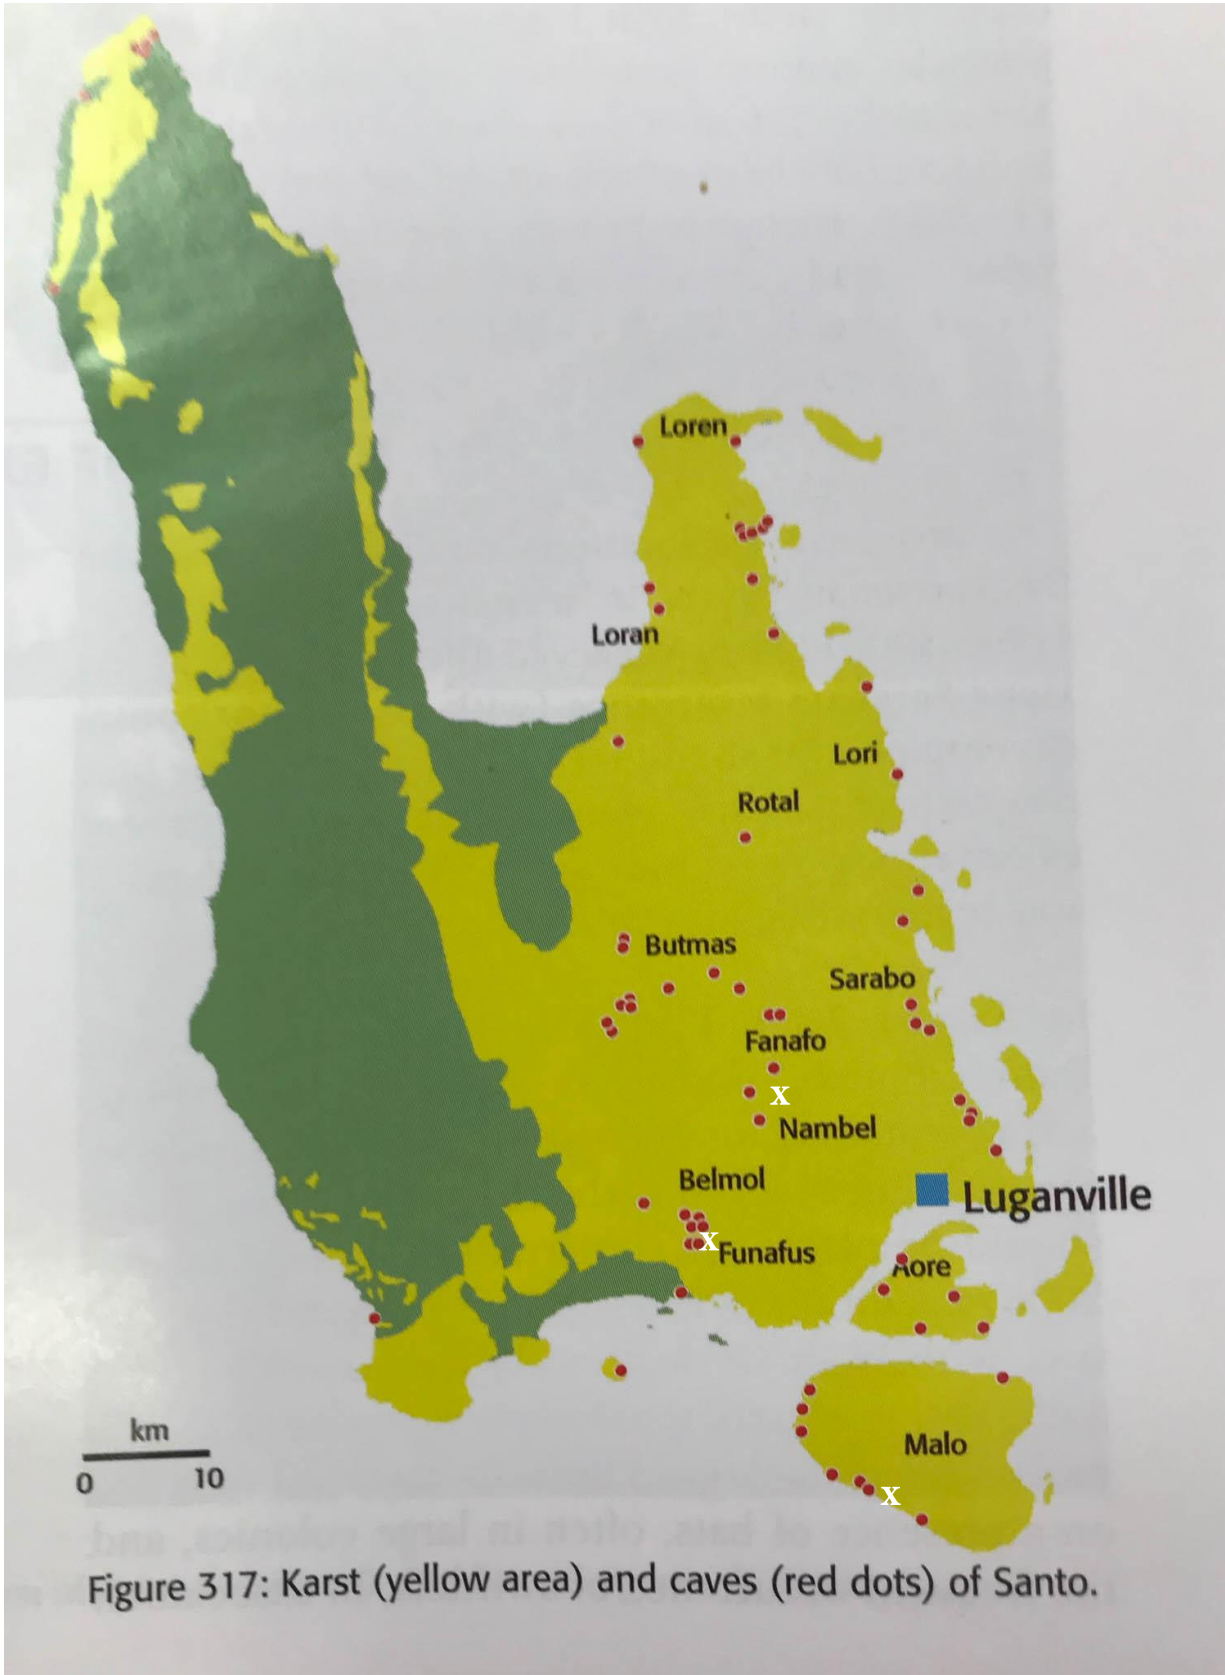 Loren
Loran
Lori
Rotal
Butmas
Sarabo
Fanafo
x
Nambel
Belmol
Luganville
x
Funafus
Aore
km
0 10
Malo
x
Figure 317: Karst (yellow area) and caves (red dots) of Santo.